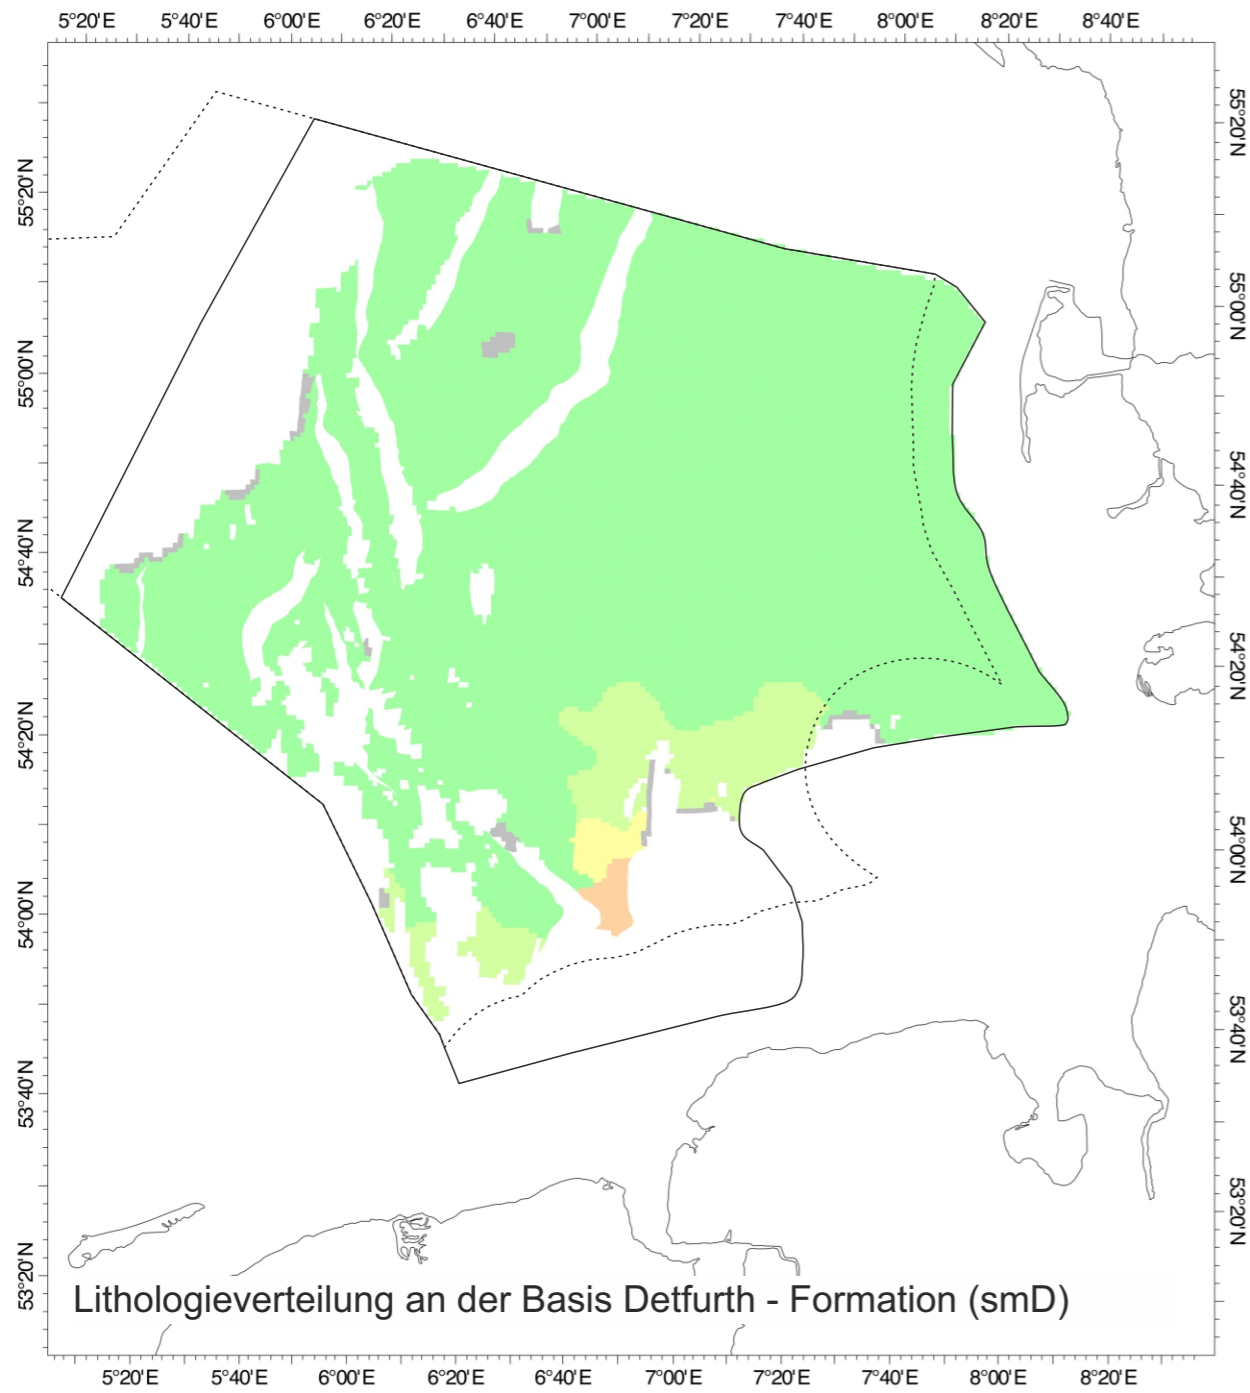 5°20'E 5°40'E 6°00'E 6°20'E 6°40'E 7°00'E 7°20'E 7°40'E 8°00'E 8°20'E 8°40'E
55°20'N
55°00'N
54°40'N
54°20'N
54°00'N
53°40'N
53°20'N
55°20'N
55°00'N
54°40'N
54°20'N
54°00'N
53°40'N
53°20'N
Lithologieverteilung an der Basis Detfurth - Formation (smD)
5°20'E 5°40'E 6°00'E 6°20'E 6°40'E 7°00'E 7°20'E 7°40'E 8°00'E 8°20'E